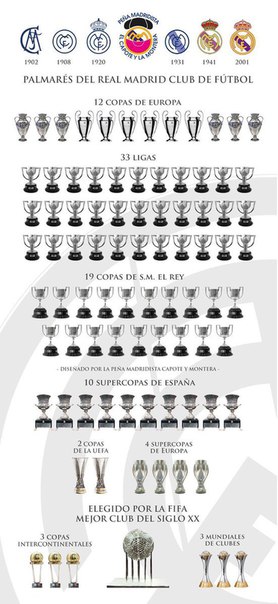 PEÑA MADRIDISTA
EL CAPOTE Y LA MONTERA
1902 1908 1920 1931 1941 2001
PALMARÉS DEL REAL MADRID CLUB DE FÚTBOL
12 COPAS DE EUROPA
33 LIGAS
19 COPAS DE S.M. EL REY
- DISEÑADO POR LA PEÑA MADRIDISTA CAPOTE Y MONTERA -
10 SUPERCOPAS DE ESPAÑA
2 COPAS
DE LA UEFA
4 SUPERCOPAS
DE EUROPA
ELEGIDO POR LA FIFA
MEJOR CLUB DEL SIGLO XX
3 COPAS
INTERCONTINENTALES
3 MUNDIALES
DE CLUBES